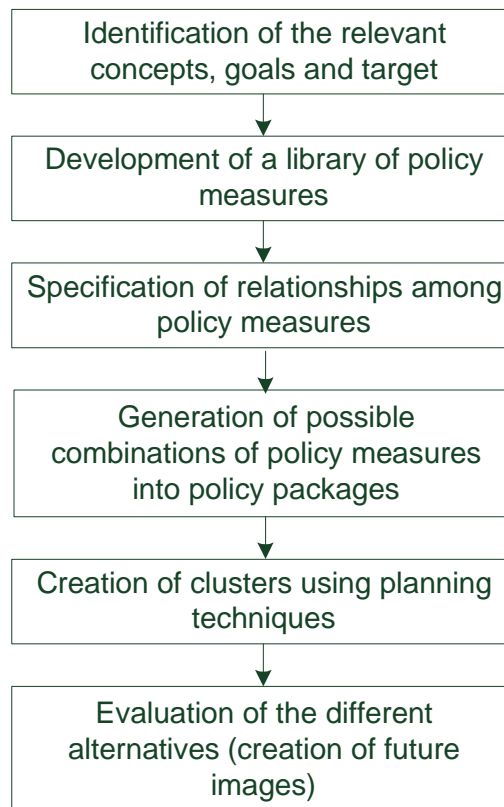 Identification of the relevant
concepts, goals and target
Development of a library of policy
measures
Specification of relationships among
policy measures
Generation of possible
combinations of policy measures
into policy packages
Creation of clusters using planning
techniques
Evaluation of the different
alternatives (creation of future
images)